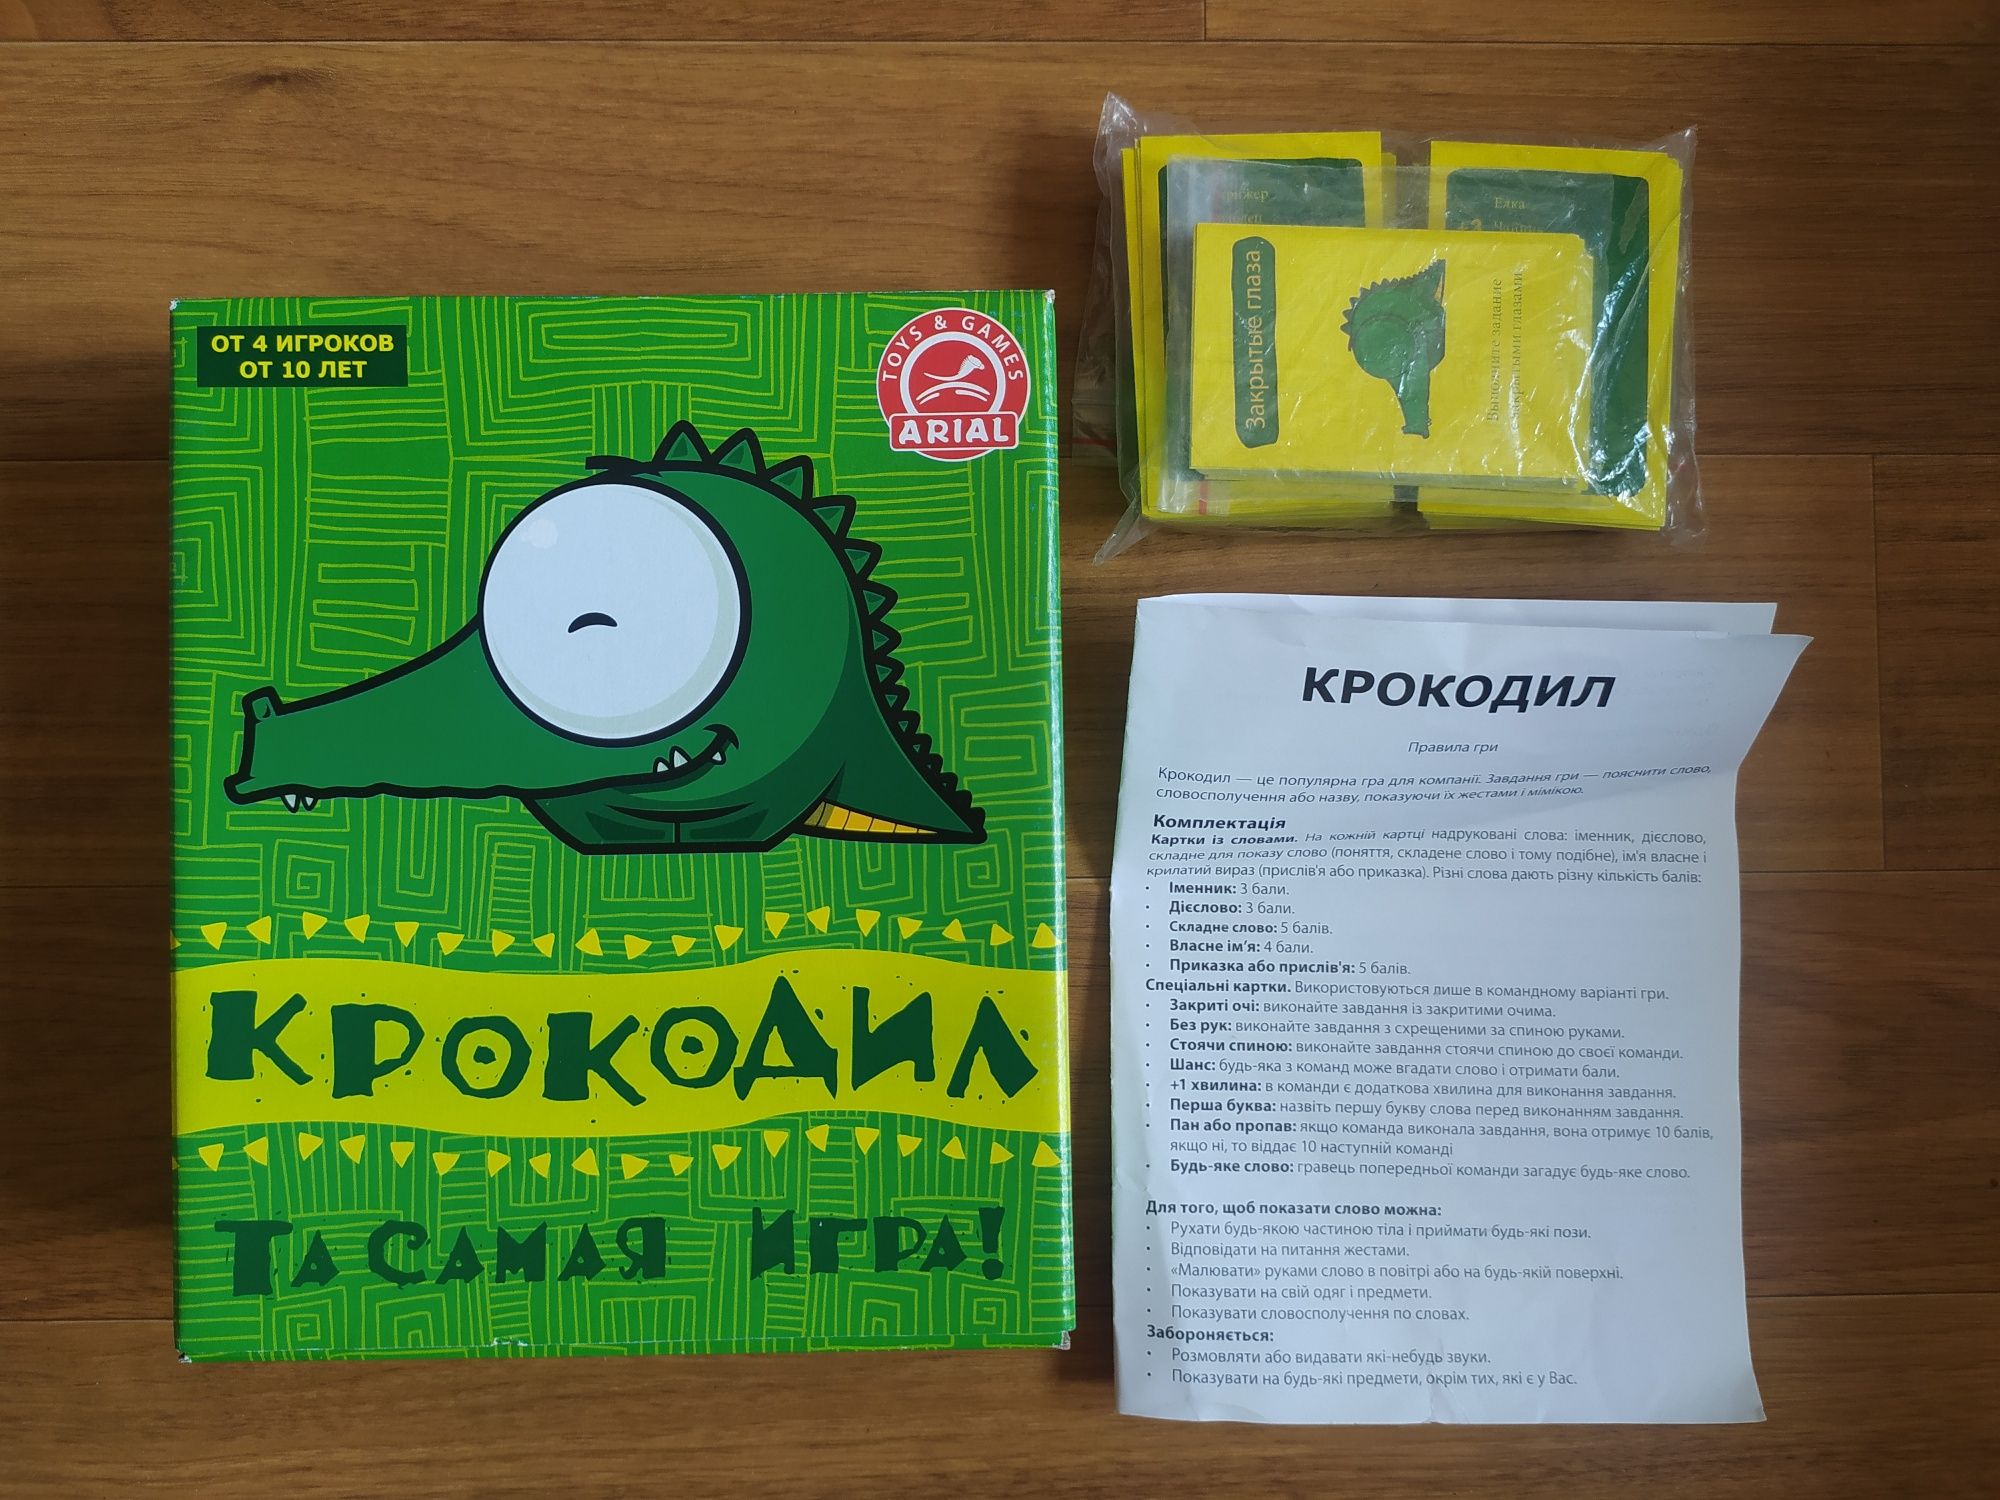 ОТ 4 ИГРОКОВ
ОТ 10 ЛЕТ
TOYS & GAMES
ARIAL
КРОКОДИЛ
ТА САМАЯ ИГРА!
Елка
+3
Закрытые глаза
Выполните задание
с закрытыми глазами.
КРОКОДИЛ
Правила гри
Крокодил — це популярна гра для компанії. Завдання гри — пояснити слово,
словосполучення або назву, показуючи їх жестами і мімікою.
Комплектація
Картки із словами. На кожній картці надруковані слова: іменник, дієслово,
складне для показу слово (поняття, складене слово і тому подібне), ім'я власне і
крилатий вираз (прислів'я або приказка). Різні слова дають різну кількість балів:
• Іменник: 3 бали.
• Дієслово: 3 бали.
• Складне слово: 5 балів.
• Власне ім’я: 4 бали.
• Приказка або прислів'я: 5 балів.
Спеціальні картки. Використовуються лише в командному варіанті гри.
• Закриті очі: виконайте завдання із закритими очима.
• Без рук: виконайте завдання з схрещеними за спиною руками.
• Стоячи спиною: виконайте завдання стоячи спиною до своєї команди.
• Шанс: будь-яка з команд може вгадати слово і отримати бали.
• +1 хвилина: в команди є додаткова хвилина для виконання завдання.
• Перша буква: назвіть першу букву слова перед виконанням завдання.
• Пан або пропав: якщо команда виконала завдання, вона отримує 10 балів,
якщо ні, то віддає 10 наступній команді
• Будь-яке слово: гравець попередньої команди загадує будь-яке слово.
Для того, щоб показати слово можна:
• Рухати будь-якою частиною тіла і приймати будь-які пози.
• Відповідати на питання жестами.
• «Малювати» руками слово в повітрі або на будь-якій поверхні.
• Показувати на свій одяг і предмети.
• Показувати словосполучення по словах.
Забороняється:
• Розмовляти або видавати які-небудь звуки.
• Показувати на будь-які предмети, окрім тих, які є у Вас.